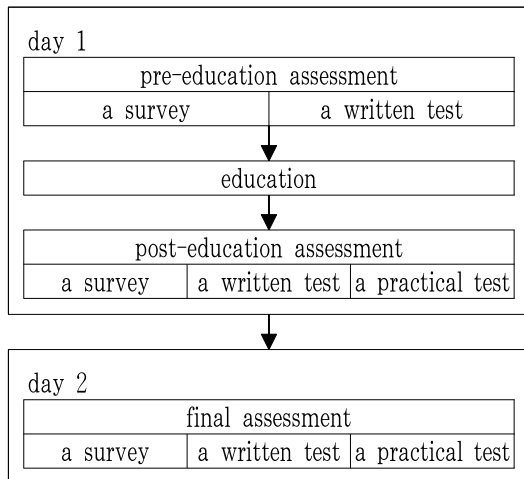 day 1
pre-education assessment
a survey a written test
education
post-education assessment
a survey a written test a practical test
day 2
final assessment
a survey a written test a practical test